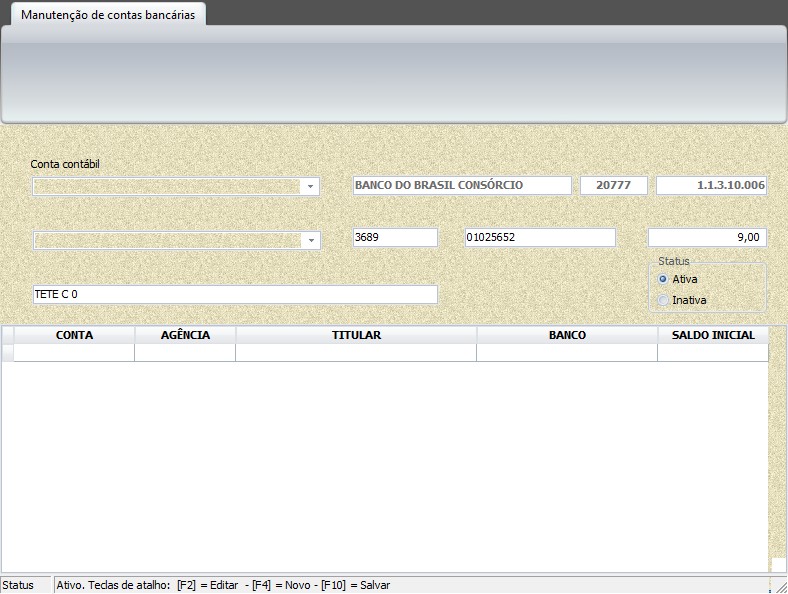 Manutenção de contas bancárias
Conta contábil
BANCO DO BRASIL CONSÓRCIO 20777 1.1.3.10.006
3689 01025652 9,00
Status
Ativa
TETE C 0
Inativa
CONTA AGÊNCIA TITULAR BANCO SALDO INICIAL
Status Ativo. Teclas de atalho: [F2] = Editar - [F4] = Novo - [F10] = Salvar